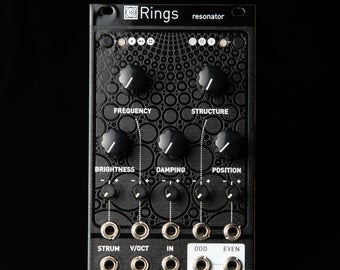 Rings resonator
FREQUENCY STRUCTURE
BRIGHTNESS DAMPING POSITION
- + - + - + - +
STRUM V/OCT IN ODD EVEN